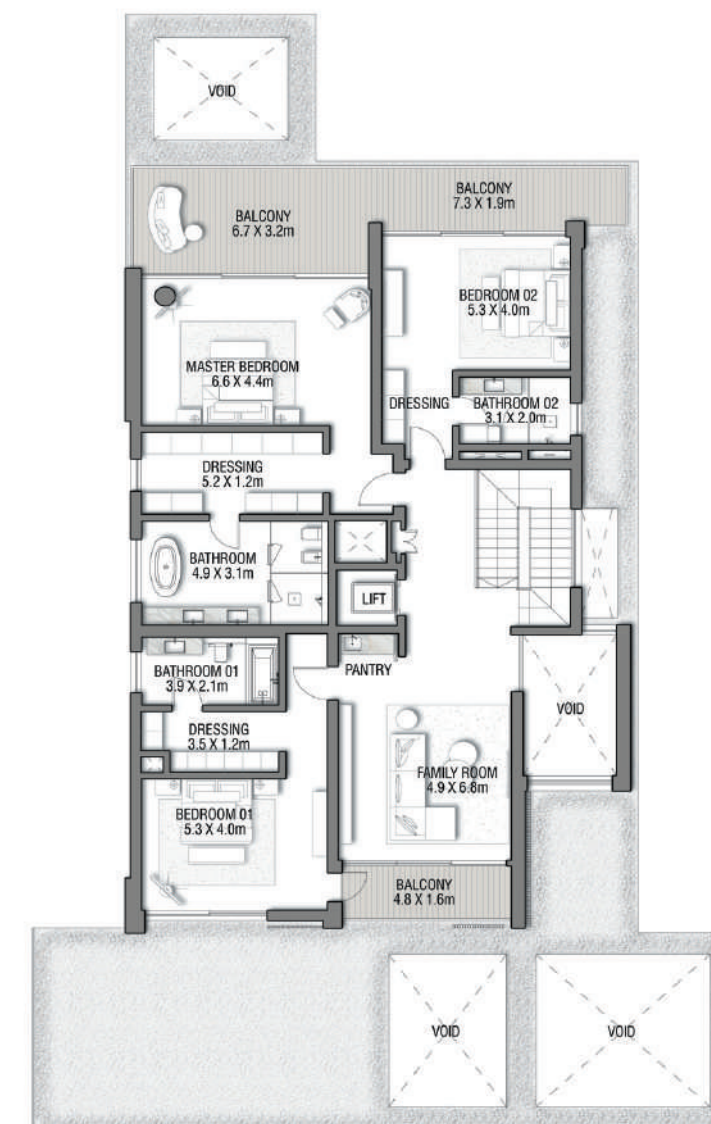 VOID
BALCONY
7.3 X 1.9m
BALCONY
6.7 X 3.2m
BEDROOM 02
5.3 X 4.0m
MASTER BEDROOM
6.6 X 4.4m
DRESSING
BATHROOM 02
3.1 X 2.0m
DRESSING
5.2 X 1.2m
BATHROOM
4.9 X 3.1m
LIFT
PANTRY
BATHROOM 01
3.9 X 2.1m
DRESSING
3.5 X 1.2m
VOID
FAMILY ROOM
4.9 X 6.8m
BEDROOM 01
5.3 X 4.0m
BALCONY
4.8 X 1.6m
VOID
VOID